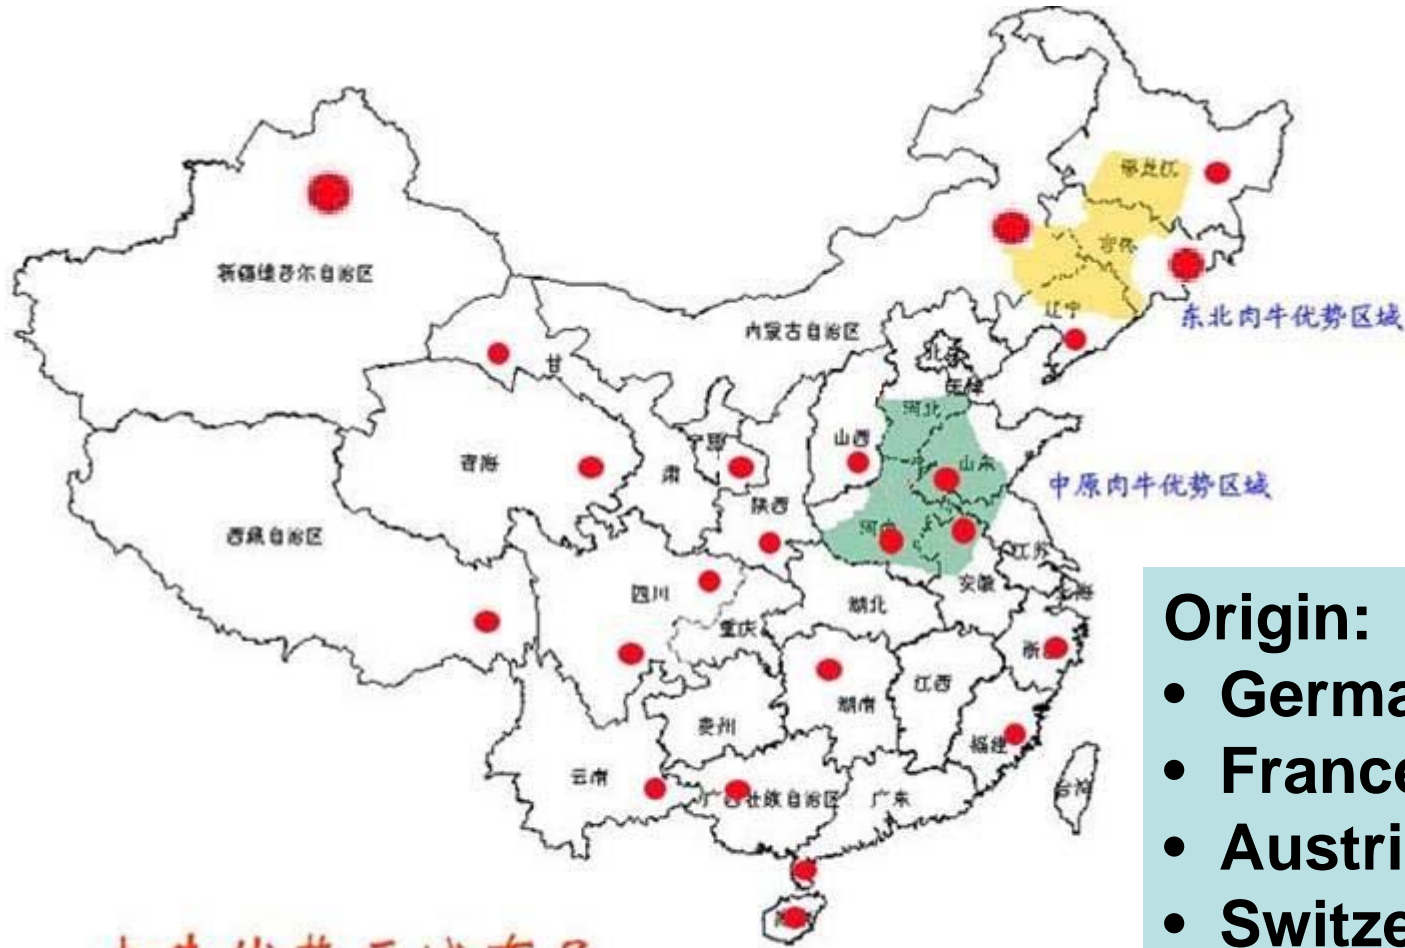 黑龙江
吉林
辽宁
东北肉牛优势区域
新疆维吾尔自治区
内蒙古自治区
北京
天津
甘
河北
宁夏
山西
山东
青海
肃
中原肉牛优势区域
陕西
西藏自治区
河南
江苏
安徽
四川
湖北
上海
重庆
浙
湖南
江西
贵州
福建
云南
广西壮族自治区
广东
台湾
Origin:
• Germa
• France
• Austri
• Switze